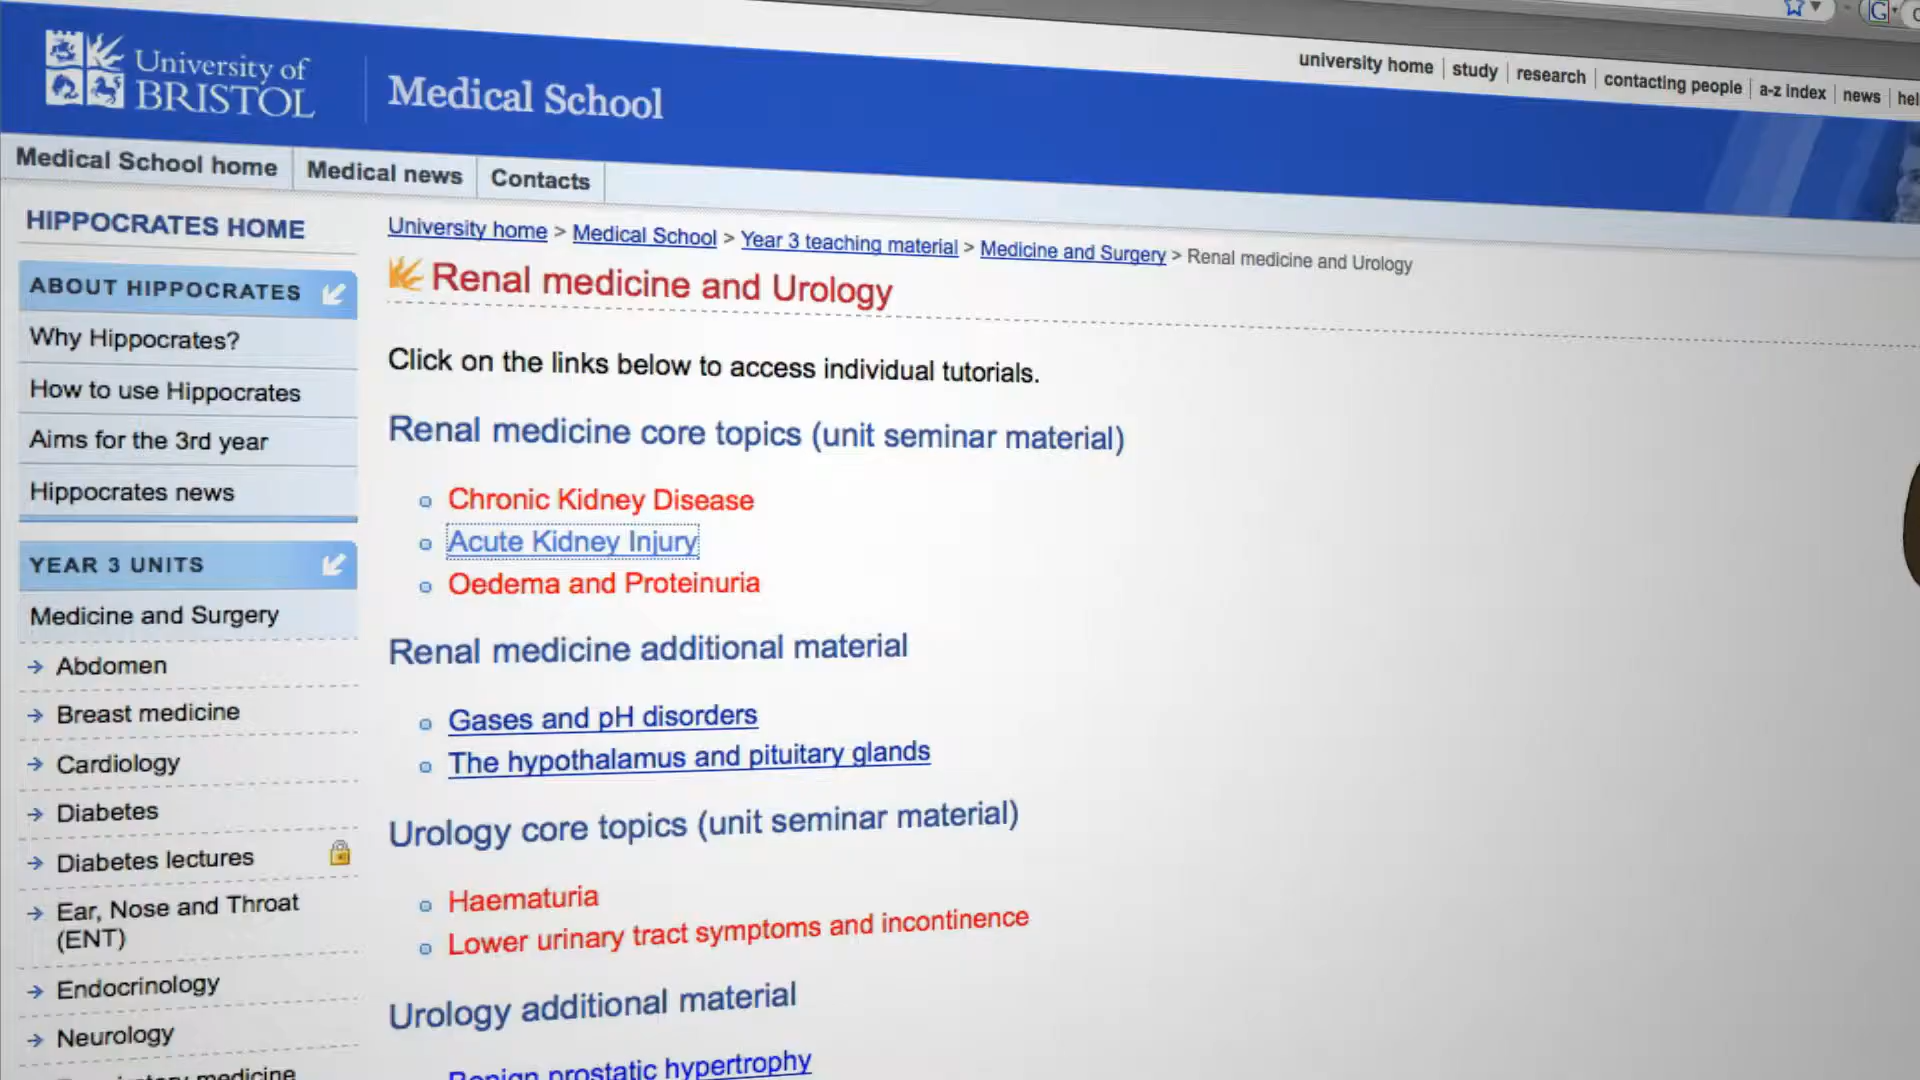 University of
BRISTOL
Medical School
university home | study | research | contacting people | a-z index | news |
Medical School home
Medical news
Contacts
HIPPOCRATES HOME
ABOUT HIPPOCRATES
Why Hippocrates?
How to use Hippocrates
Aims for the 3rd year
Hippocrates news
YEAR 3 UNITS
Medicine and Surgery
Abdomen
Breast medicine
Cardiology
Diabetes
Diabetes lectures
Ear, Nose and Throat
(ENT)
Endocrinology
Neurology
medicine
University home > Medical School > Year 3 teaching material > Medicine and Surgery > Renal medicine and Urology
Renal medicine and Urology
Click on the links below to access individual tutorials.
Renal medicine core topics (unit seminar material)
Chronic Kidney Disease
Acute Kidney Injury
Oedema and Proteinuria
Renal medicine additional material
Gases and pH disorders
The hypothalamus and pituitary glands
Urology core topics (unit seminar material)
Haematuria
Lower urinary tract symptoms and incontinence
Urology additional material
Benign prostatic hypertrophy